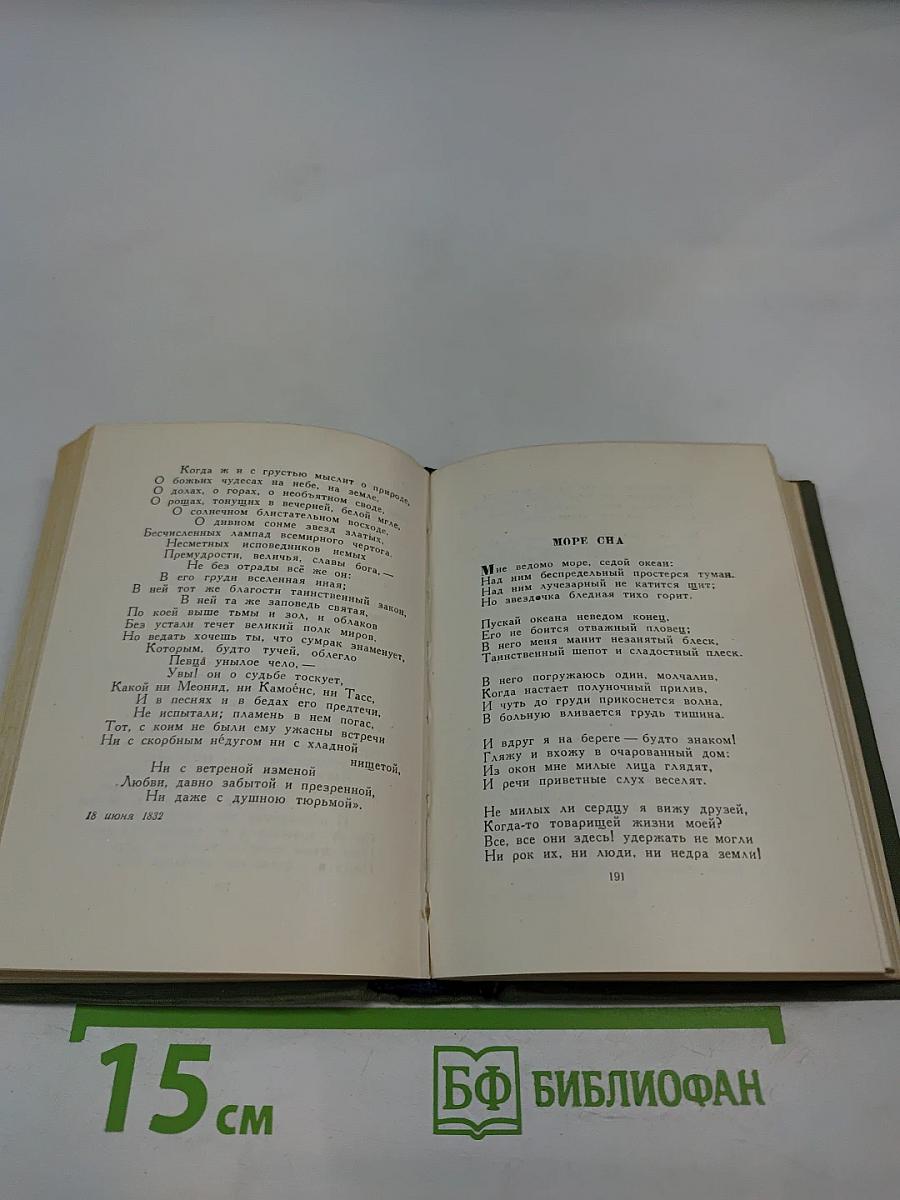 Когда ж и с грустью мыслит о природе,
О божьих чудесах на небе, на земле,
О долах, о горах, о необъятном своде,
О рощах, тонущих в вечерней, белой мгле,
О солнечном блистательном восходе,
О дивном сонме звезд златых,
Бесчисленных лампад всемирного чертога,
Несметных исповедников немых
Премудрости, величья, славы бога,—
Не без отрады всё же он:
В его груди вселенная иная;
В ней тот же благости таинственный закон,
В ней та же заповедь святая,
По коей выше тьмы и зол, и облаков
Без устали течет великий полк миров.
Но ведать хочешь ты, что сумрак знаменует,
Которым, будто тучей, облегло
Певца унылое чело,—
Увы! он о судьбе тоскует,
Какой ни Меонид, ни Камоёнс, ни Тасс,
И в песнях и в бедах его предтечи,
Не испытали; пламень в нем погас,
Тот, с коим не были ему ужасны встречи
Ни с скорбным недугом ни с хладной
нищетой,
Ни с ветреной изменой
Любви, давно забытой и презренной,
Ни даже с душною тюрьмой».
18 июня 1832
МОРЕ СНА
Мне ведомо море, седой океан:
Над ним беспредельный простерся туман.
Над ним лучезарный не катится щит;
Но звездочка бледная тихо горит.
Пускай океана неведом конец,
Его не боится отважный пловец;
В него меня манит незанятый блеск,
Таинственный шепот и сладостный плеск.
В него погружаюсь один, молчалив,
Когда настает полуночный прилив,
И чуть до груди прикоснется волна,
В больную вливается грудь тишина.
И вдруг я на береге — будто знаком!
Гляжу и вхожу в очарованный дом:
Из окон мне милые лица глядят,
И речи приветные слух веселят.
Не милых ли сердцу я вижу друзей,
Когда-то товарищей жизни моей?
Все, все они здесь! удержать не могли
Ни рок их, ни люди, ни недра земли!
191
15 см
БФ БИБЛИОФАН